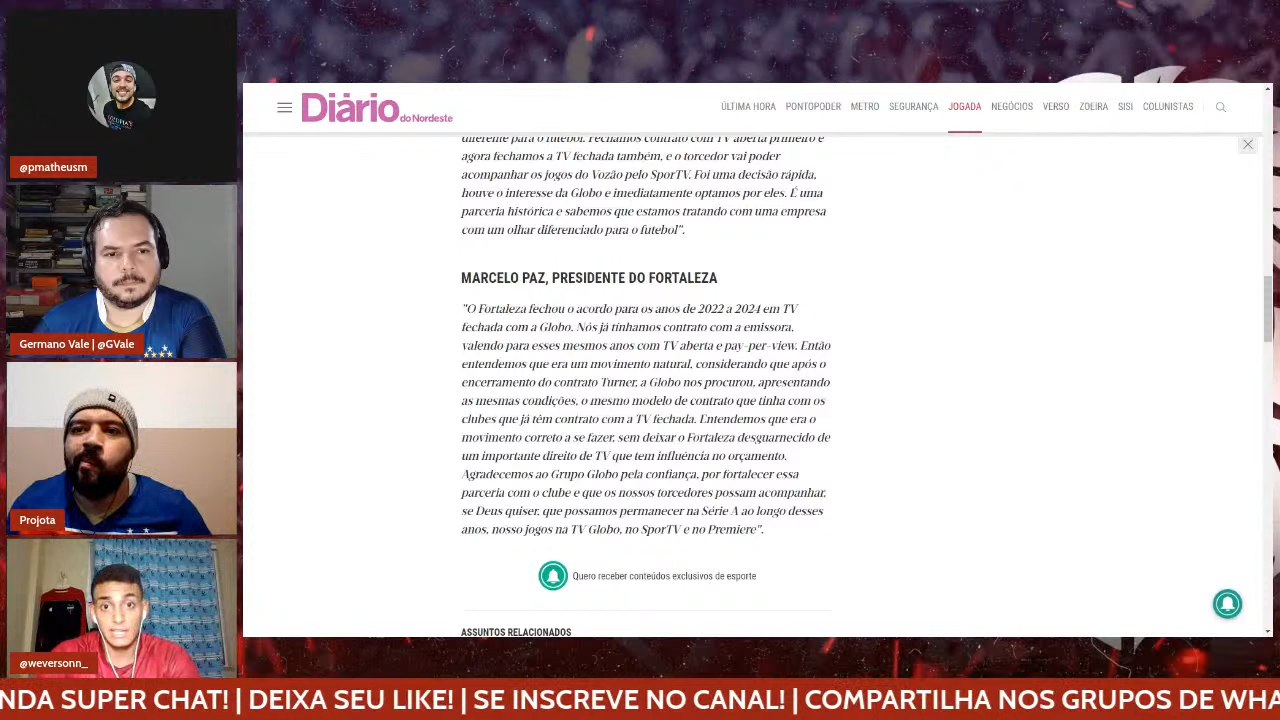 @pmatheusm
Germano Vale | @GVale
Projota
@weversonn_
Diário do Nordeste
ÚLTIMA HORA PONTOPODER METRO SEGURANÇA JOGADA NEGÓCIOS VERSO ZOEIRA SISI COLUNISTAS
diferente para o futebol. Fechamos contrato com TV aberta primeiro e
agora fechamos a TV fechada também, e o torcedor vai poder
acompanhar os jogos do Vozão pelo SporTV. Foi uma decisão rápida,
houve o interesse da Globo e imediatamente optamos por eles. É uma
parceria histórica e sabemos que estamos tratando com uma empresa
com um olhar diferenciado para o futebol".
MARCELO PAZ, PRESIDENTE DO FORTALEZA
"O Fortaleza fechou o acordo para os anos de 2022 a 2024 em TV
fechada com a Globo. Nós já tínhamos contrato com a emissora,
valendo para esses mesmos anos com TV aberta e pay-per-view. Então
entendemos que era um movimento natural, considerando que após o
encerramento do contrato Turner, a Globo nos procurou, apresentando
as mesmas condições, o mesmo modelo de contrato que tinha com os
clubes que já têm contrato com a TV fechada. Entendemos que era o
movimento correto a se fazer, sem deixar o Fortaleza desguarnecido de
um importante direito de TV que tem influência no orçamento.
Agradecemos ao Grupo Globo pela confiança, por fortalecer essa
parceria com o clube e que os nossos torcedores possam acompanhar,
se Deus quiser, que possamos permanecer na Série A ao longo desses
anos, nosso jogos na TV Globo, no SporTV e no Premiere".
Quero receber conteúdos exclusivos de esporte
ASSUNTOS RELACIONADOS
NDA SUPER CHAT! | DEIXA SEU LIKE! | SE INSCREVE NO CANAL! | COMPARTILHA NOS GRUPOS DE WHA